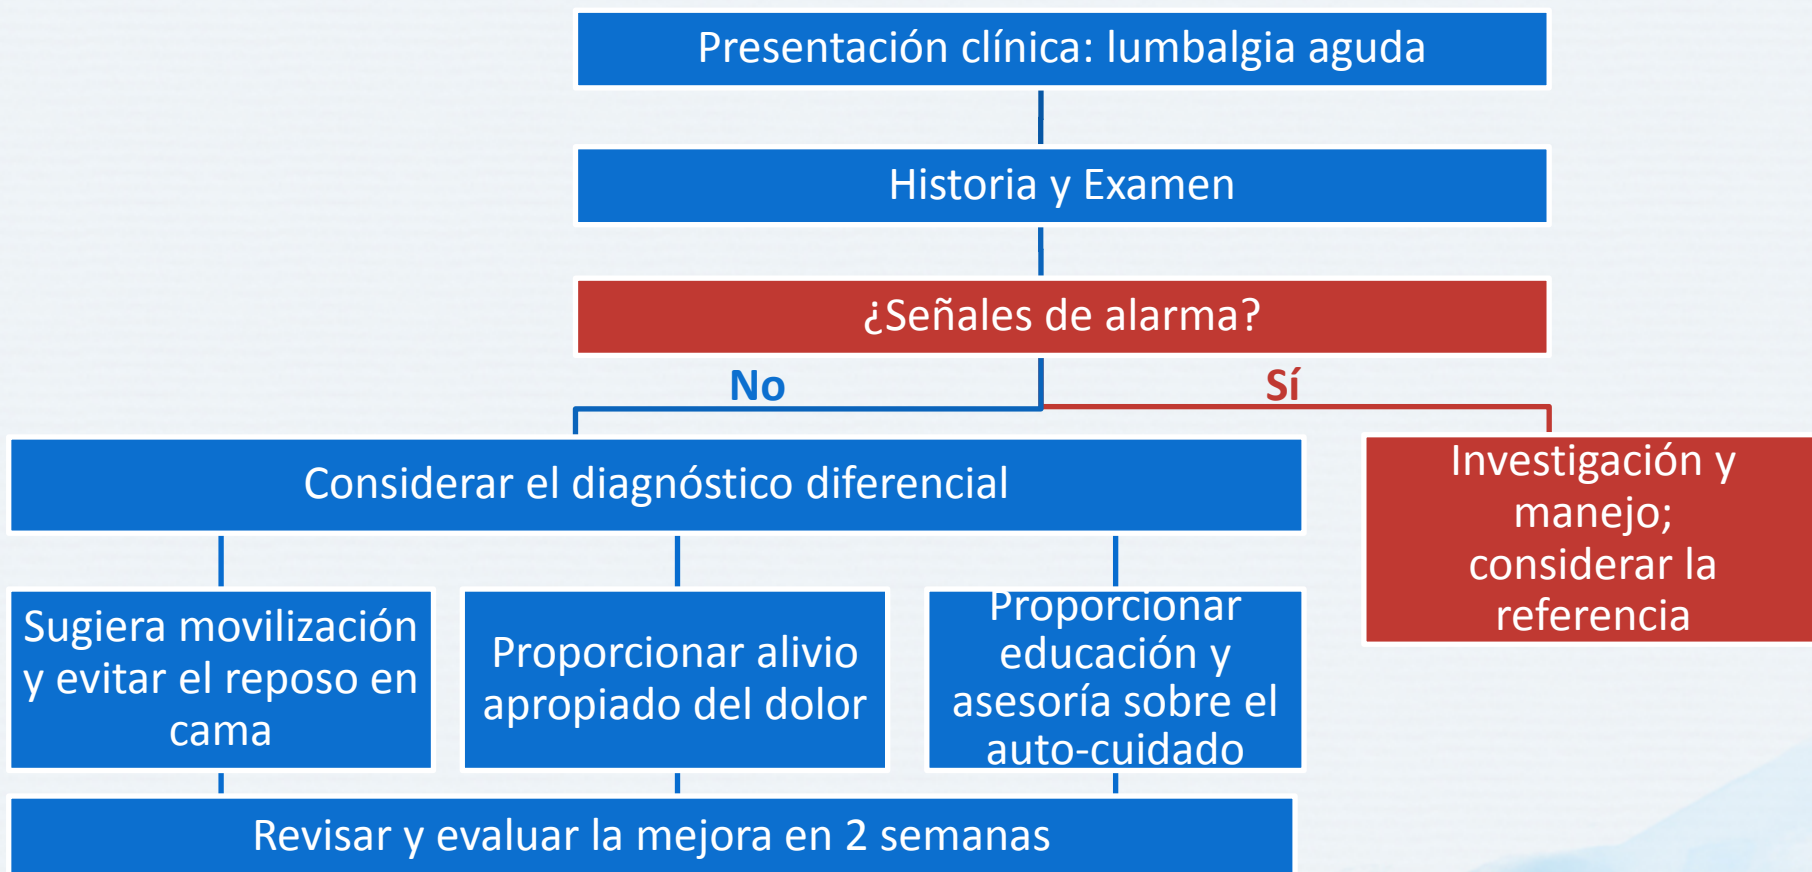 Presentación clínica: lumbalgia aguda
Historia y Examen
¿Señales de alarma?
No
Sí
Considerar el diagnóstico diferencial
Investigación y
manejo;
considerar la
referencia
Sugiera movilización
y evitar el reposo en
cama
Proporcionar alivio
apropiado del dolor
Proporcionar
educación y
asesoría sobre el
auto-cuidado
Revisar y evaluar la mejora en 2 semanas